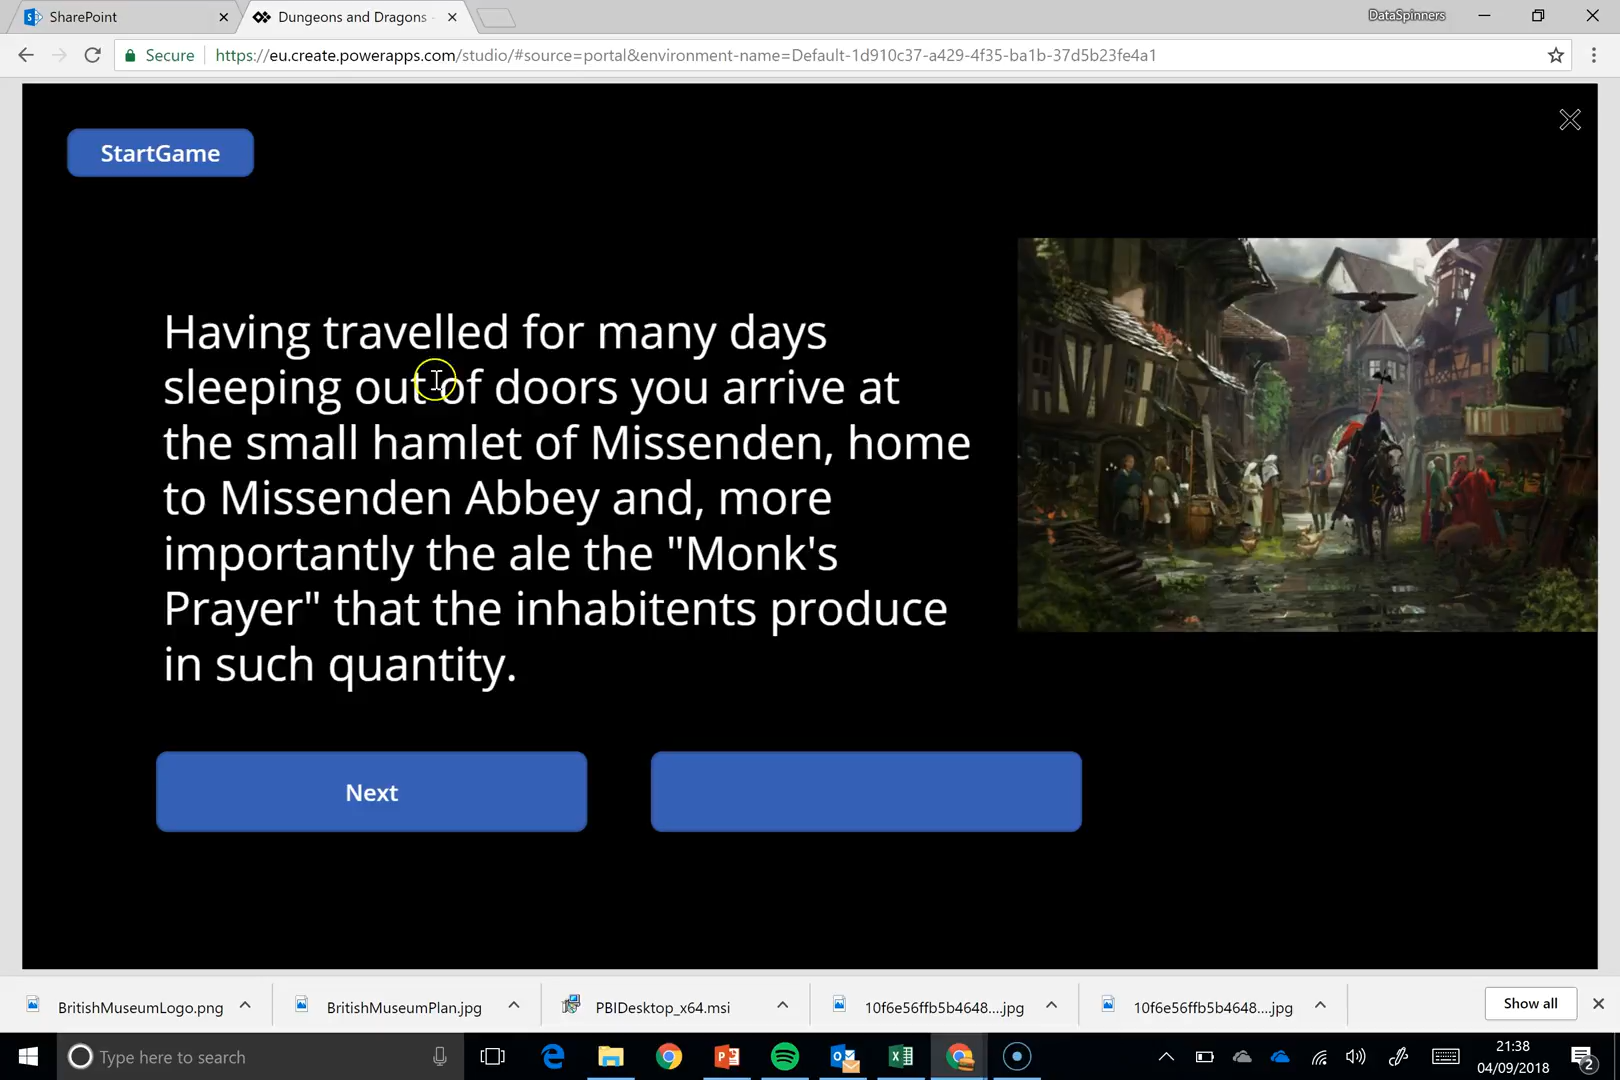 SharePoint
Dungeons and Dragons
DataSpinners
Secure
https://eu.create.powerapps.com/studio/#source=portal&environment-name=Default-1d910c37-a429-4f35-ba1b-37d5b23fe4a1
StartGame
Having travelled for many days
sleeping out of doors you arrive at
the small hamlet of Missenden, home
to Missenden Abbey and, more
importantly the ale the "Monk's
Prayer" that the inhabitents produce
in such quantity.
Next
BritishMuseumLogo.png
BritishMuseumPlan.jpg
PBIDesktop_x64.msi
10f6e56ffb5b4648....jpg
10f6e56ffb5b4648....jpg
Show all
Type here to search
21:38
04/09/2018
2